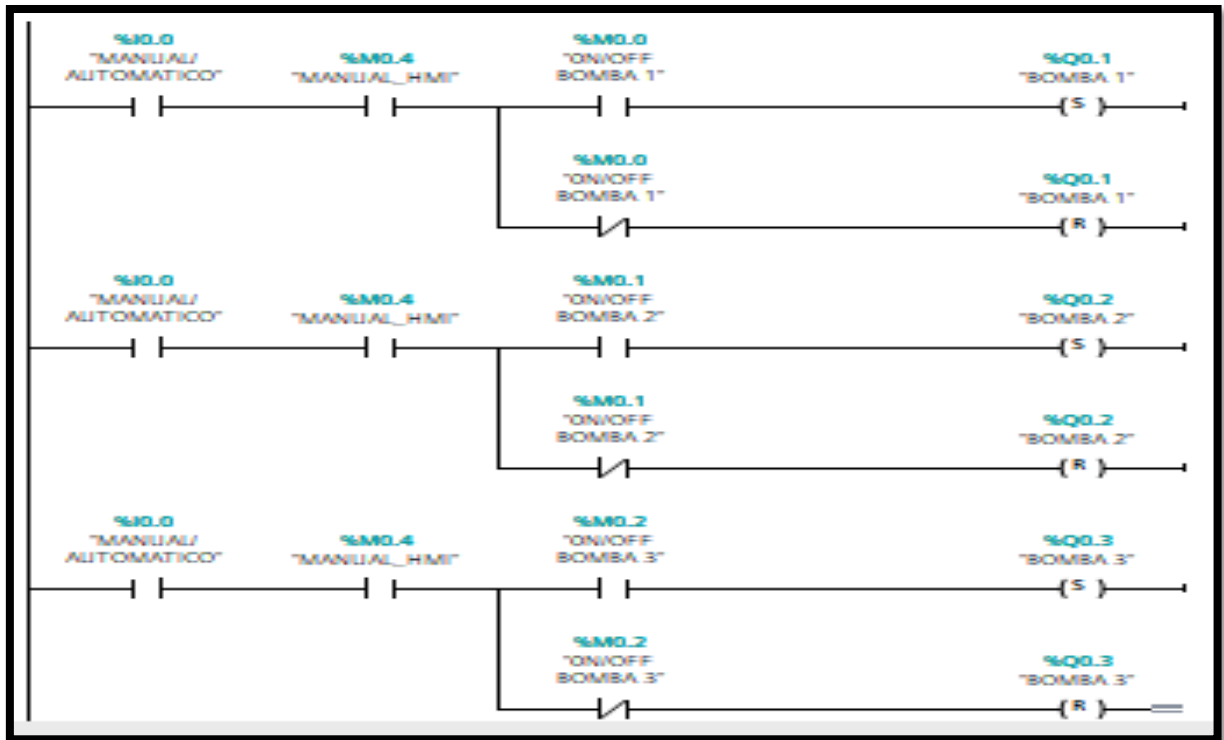 %I0.0
"MANUAL/
AUTOMATICO"
%M0.4
"MANUAL_HMI"
%M0.0
"ON/OFF
BOMBA 1"
%Q0.1
"BOMBA 1"
S
%M0.0
"ON/OFF
BOMBA 1"
%Q0.1
"BOMBA 1"
R
%I0.0
"MANUAL/
AUTOMATICO"
%M0.4
"MANUAL_HMI"
%M0.1
"ON/OFF
BOMBA 2"
%Q0.2
"BOMBA 2"
S
%M0.1
"ON/OFF
BOMBA 2"
%Q0.2
"BOMBA 2"
R
%I0.0
"MANUAL/
AUTOMATICO"
%M0.4
"MANUAL_HMI"
%M0.2
"ON/OFF
BOMBA 3"
%Q0.3
"BOMBA 3"
S
%M0.2
"ON/OFF
BOMBA 3"
%Q0.3
"BOMBA 3"
R